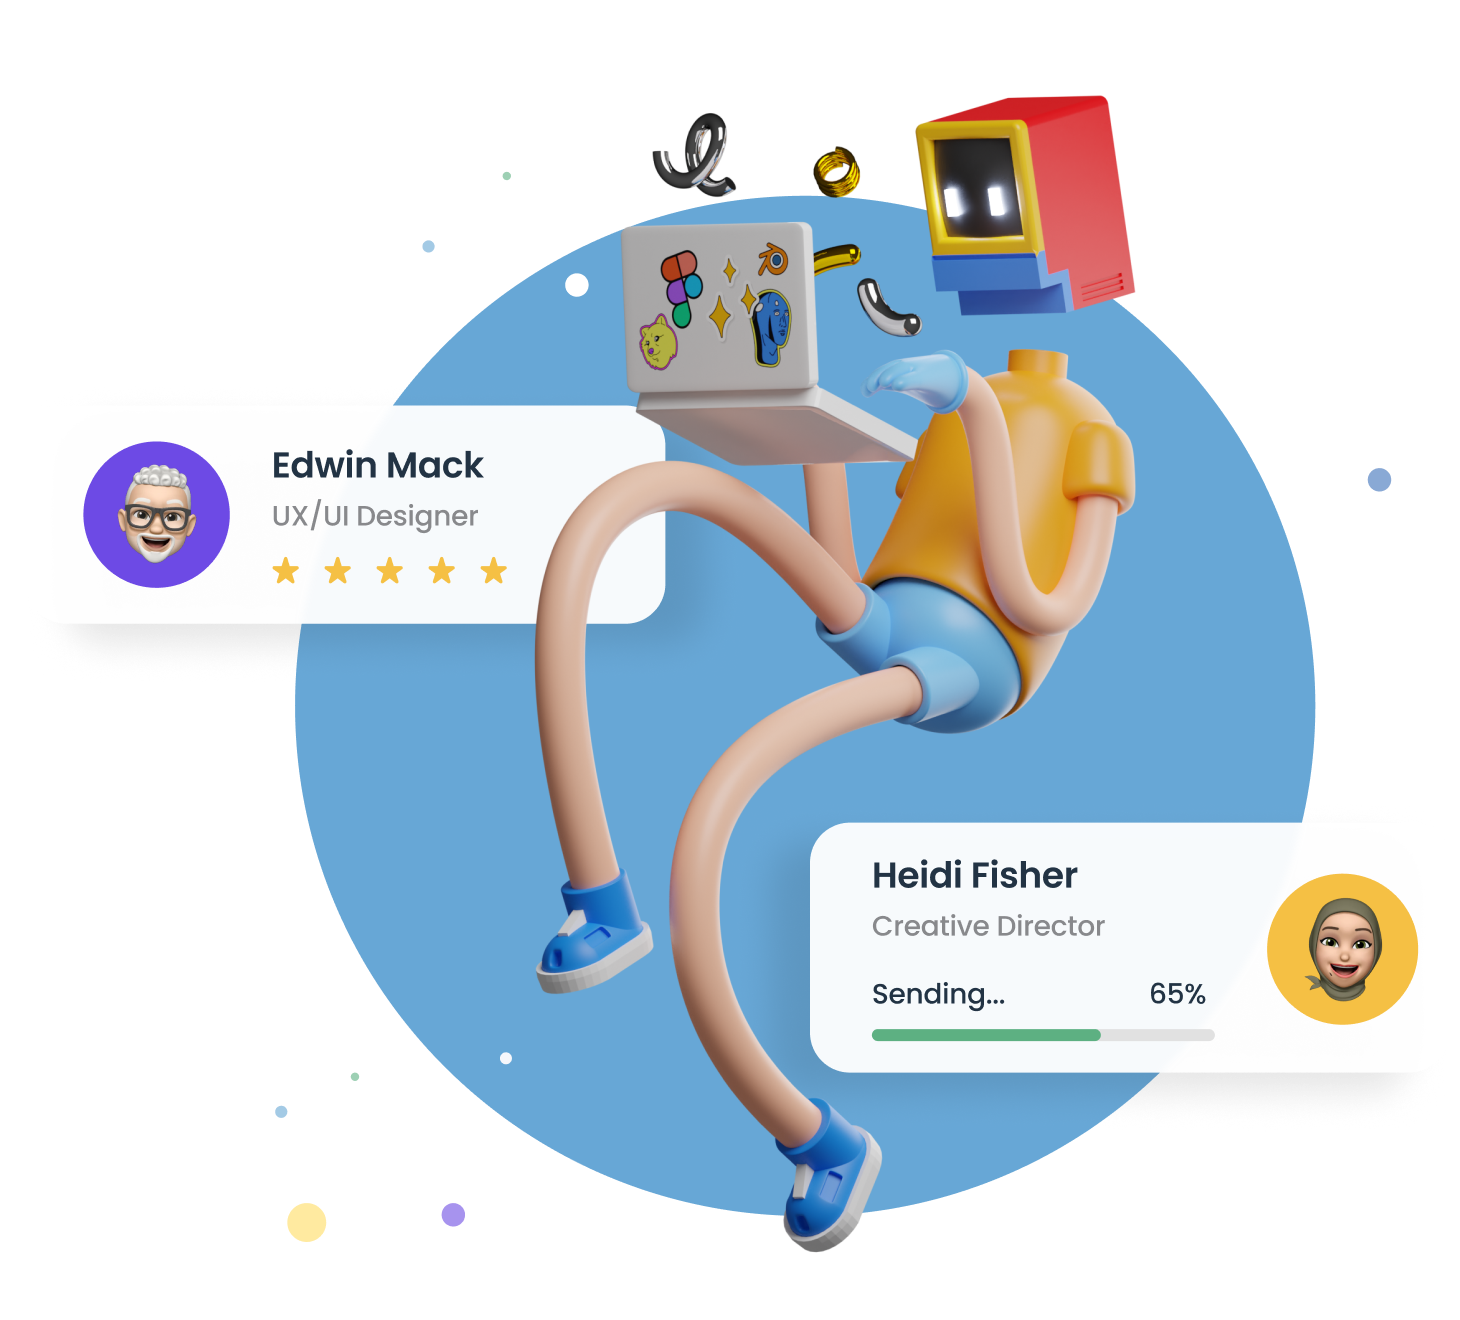 Edwin Mack
UX/UI Designer
Heidi Fisher
Creative Director
Sending... 65%